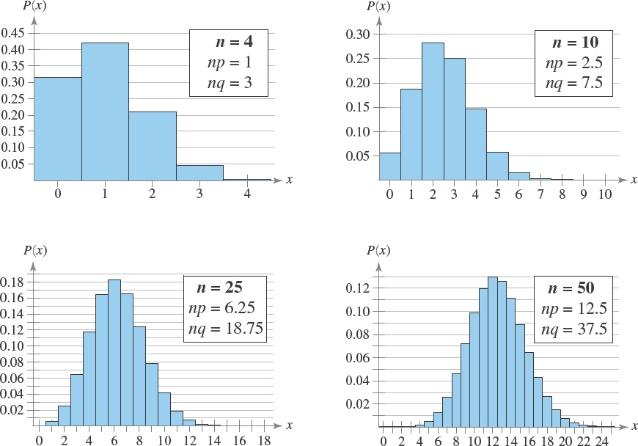 P(x)
0.45
0.40
0.35
0.30
0.25
0.20
0.15
0.10
0.05
n = 4
np = 1
nq = 3
0 1 2 3 4 x
P(x)
0.30
0.25
0.20
0.15
0.10
0.05
n = 10
np = 2.5
nq = 7.5
0 1 2 3 4 5 6 7 8 9 10 x
P(x)
0.18
0.16
0.14
0.12
0.10
0.08
0.06
0.04
0.02
n = 25
np = 6.25
nq = 18.75
0 2 4 6 8 10 12 14 16 18 x
P(x)
0.12
0.10
0.08
0.06
0.04
0.02
n = 50
np = 12.5
nq = 37.5
0 2 4 6 8 10 12 14 16 18 20 22 24 x